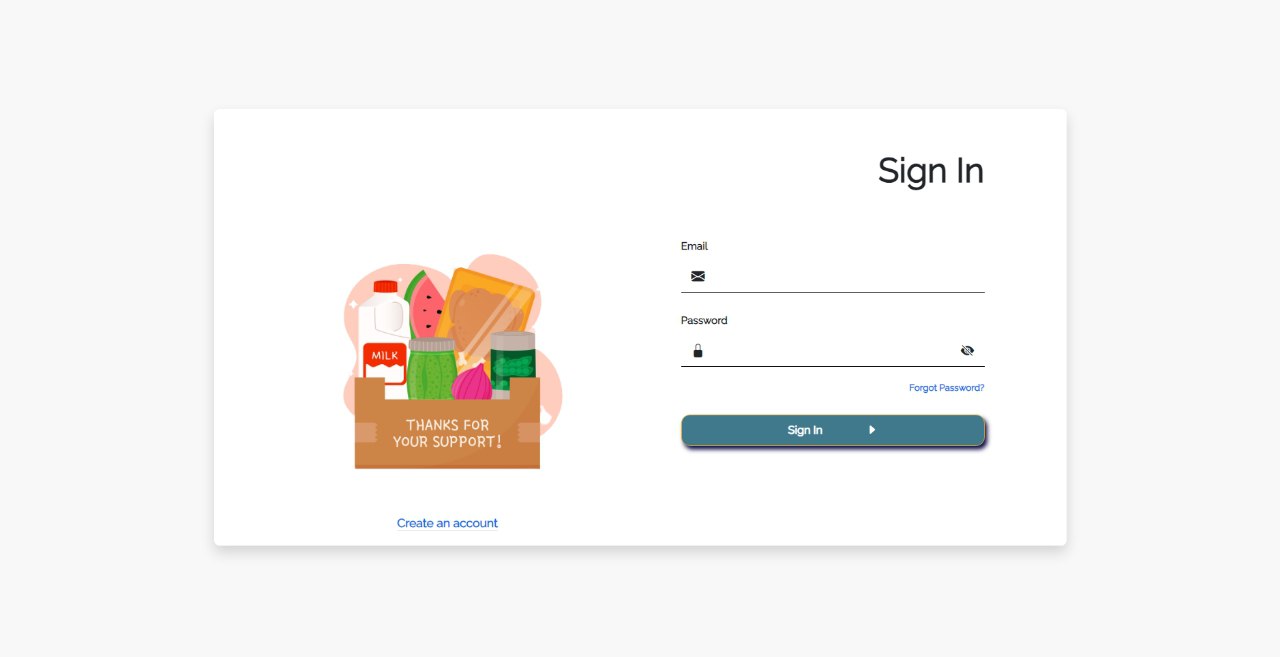 Sign In
Email
Password
Forgot Password?
Sign In
MILK
THANKS FOR
YOUR SUPPORT!
Create an account